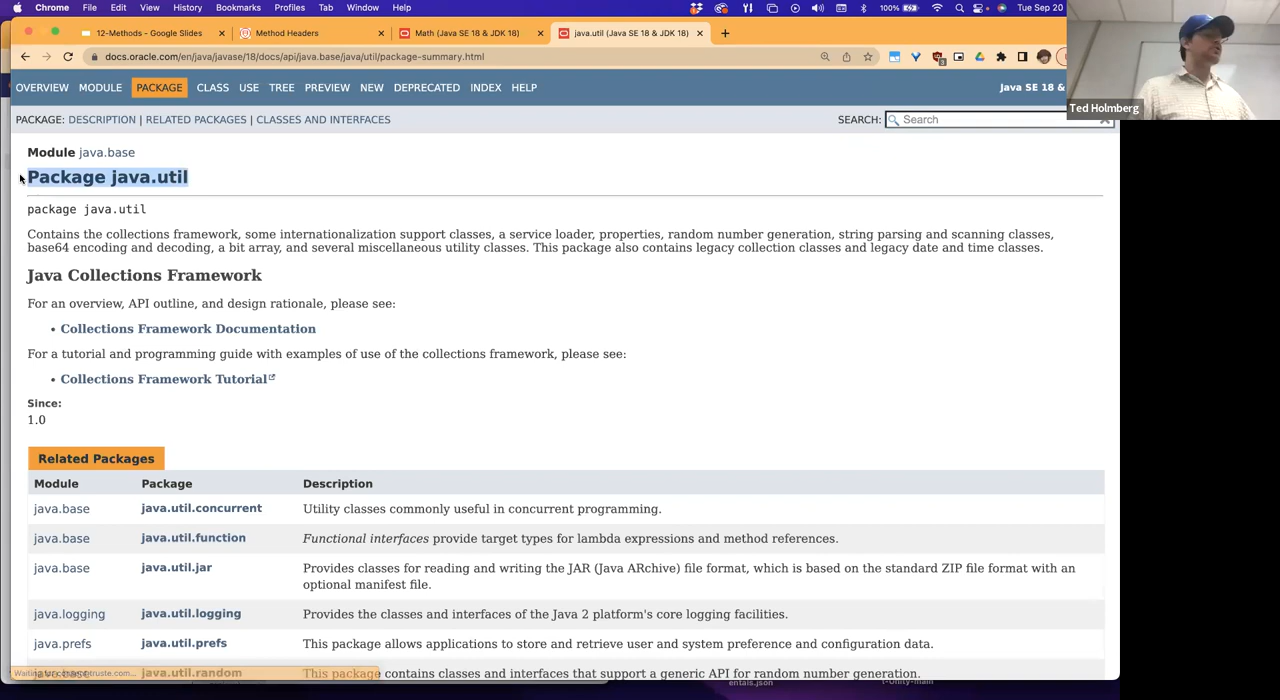 Chrome File Edit View History Bookmarks Profiles Tab Window Help 100% Tue Sep 20
12-Methods - Google Slides Method Headers Math (Java SE 18 & JDK 18) java.util (Java SE 18 & JDK 18)
docs.oracle.com/en/java/javase/18/docs/api/java.base/java/util/package-summary.html
OVERVIEW MODULE PACKAGE CLASS USE TREE PREVIEW NEW DEPRECATED INDEX HELP Java SE 18 &
Ted Holmberg
PACKAGE: DESCRIPTION | RELATED PACKAGES | CLASSES AND INTERFACES SEARCH: Search
Module java.base
Package java.util
package java.util
Contains the collections framework, some internationalization support classes, a service loader, properties, random number generation, string parsing and scanning classes,
base64 encoding and decoding, a bit array, and several miscellaneous utility classes. This package also contains legacy collection classes and legacy date and time classes.
Java Collections Framework
For an overview, API outline, and design rationale, please see:
• Collections Framework Documentation
For a tutorial and programming guide with examples of use of the collections framework, please see:
• Collections Framework Tutorial
Since:
1.0
Related Packages
Module Package Description
java.base java.util.concurrent Utility classes commonly useful in concurrent programming.
java.base java.util.function Functional interfaces provide target types for lambda expressions and method references.
java.base java.util.jar Provides classes for reading and writing the JAR (Java ARchive) file format, which is based on the standard ZIP file format with an
optional manifest file.
java.logging java.util.logging Provides the classes and interfaces of the Java 2 platform's core logging facilities.
java.prefs java.util.prefs This package allows applications to store and retrieve user and system preference and configuration data.
java.base java.util.random This package contains classes and interfaces that support a generic API for random number generation.